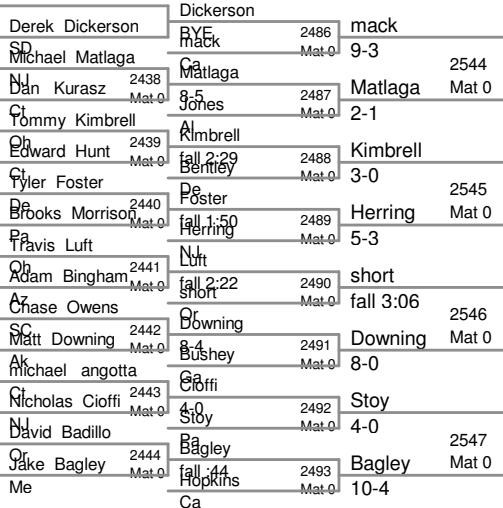 Derek Dickerson
SD
Michael Matlaga
NJ
2438
Mat 0
Dan Kurasz
Ct
Tommy Kimbrell
Oh
2439
Mat 0
Edward Hunt
Ct
Tyler Foster
De
2440
Mat 0
Brooks Morrison
Pa
Travis Luft
Oh
2441
Mat 0
Adam Bingham
Az
Chase Owens
SC
2442
Mat 0
Matt Downing
Ak
michael angotta
Ct
2443
Mat 0
Nicholas Cioffi
NJ
David Badillo
Or
2444
Mat 0
Jake Bagley
Me
Dickerson
BYE
2486
Mat 0
mack
Ca
Matlaga
8-5
2487
Mat 0
Jones
Al
Kimbrell
fall 2:29
2488
Mat 0
Bentley
De
Foster
fall 1:50
2489
Mat 0
Herring
NJ
Luft
fall 2:22
2490
Mat 0
short
Or
Downing
8-4
2491
Mat 0
Bushey
Ga
Cioffi
4-0
2492
Mat 0
Stoy
Pa
Bagley
fall :44
2493
Mat 0
Hopkins
Ca
mack
9-3
2544
Mat 0
Matlaga
2-1
Kimbrell
3-0
2545
Mat 0
Herring
5-3
short
fall 3:06
2546
Mat 0
Downing
8-0
Stoy
4-0
2547
Mat 0
Bagley
10-4